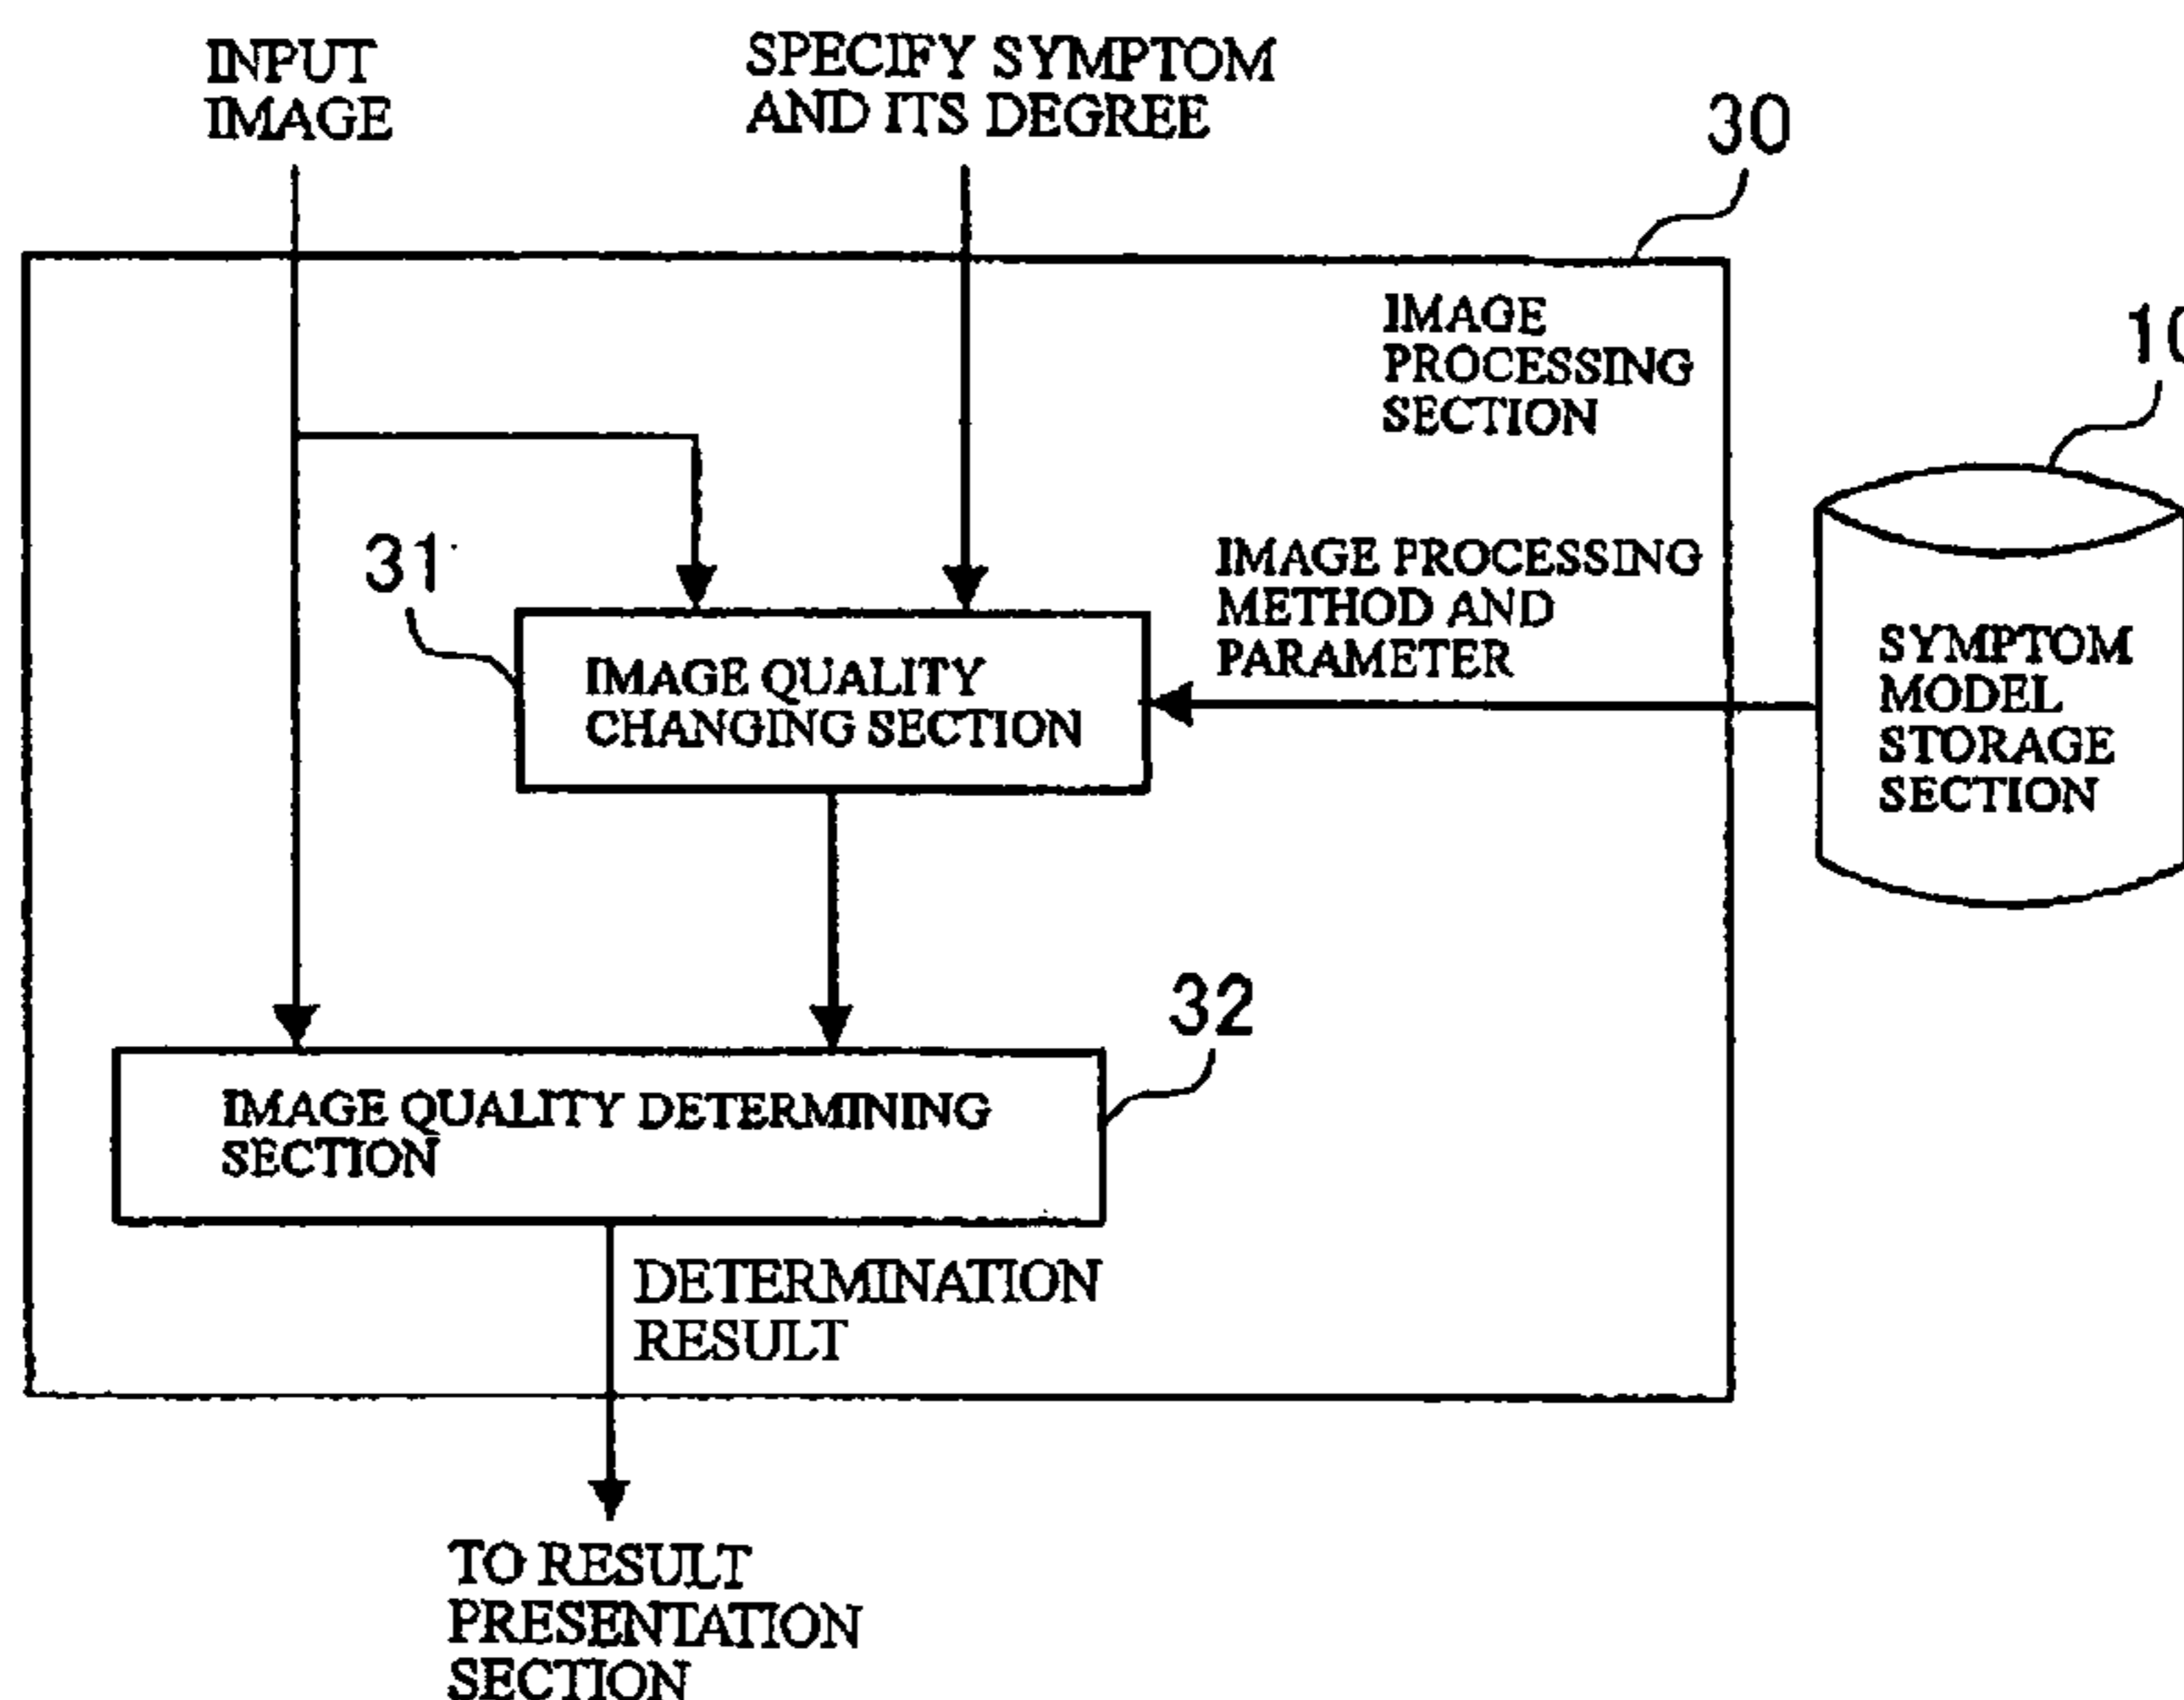 INPUT
IMAGE
SPECIFY SYMPTOM
AND ITS DEGREE
30
IMAGE
PROCESSING
SECTION
10
31
IMAGE PROCESSING
METHOD AND
PARAMETER
SYMPTOM
MODEL
STORAGE
SECTION
IMAGE QUALITY
CHANGING SECTION
32
IMAGE QUALITY DETERMINING
SECTION
DETERMINATION
RESULT
TO RESULT
PRESENTATION
SECTION